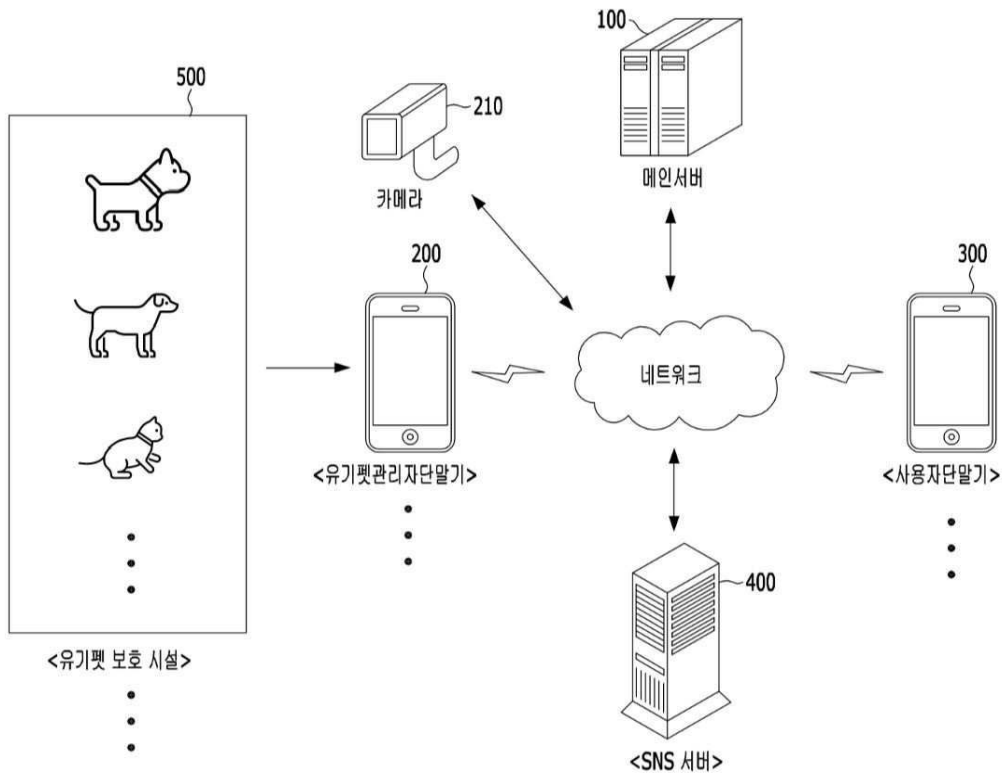 100
500
210
메인서버
카메라
200
300
네트워크
<유기펫관리자단말기>
<사용자단말기>
400
<유기펫 보호 시설>
<SNS 서버>